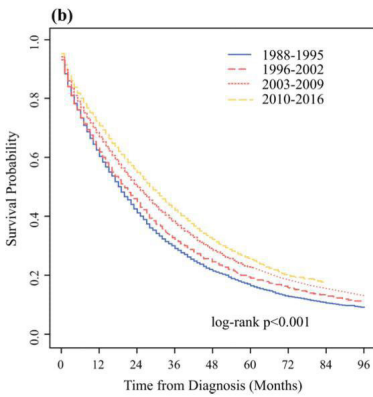 (b)
1.0
0.8
0.6
0.4
0.2
0.0
Survival Probability
1988-1995
1996-2002
2003-2009
2010-2016
log-rank p<0.001
0 12 24 36 48 60 72 84 96
Time from Diagnosis (Months)